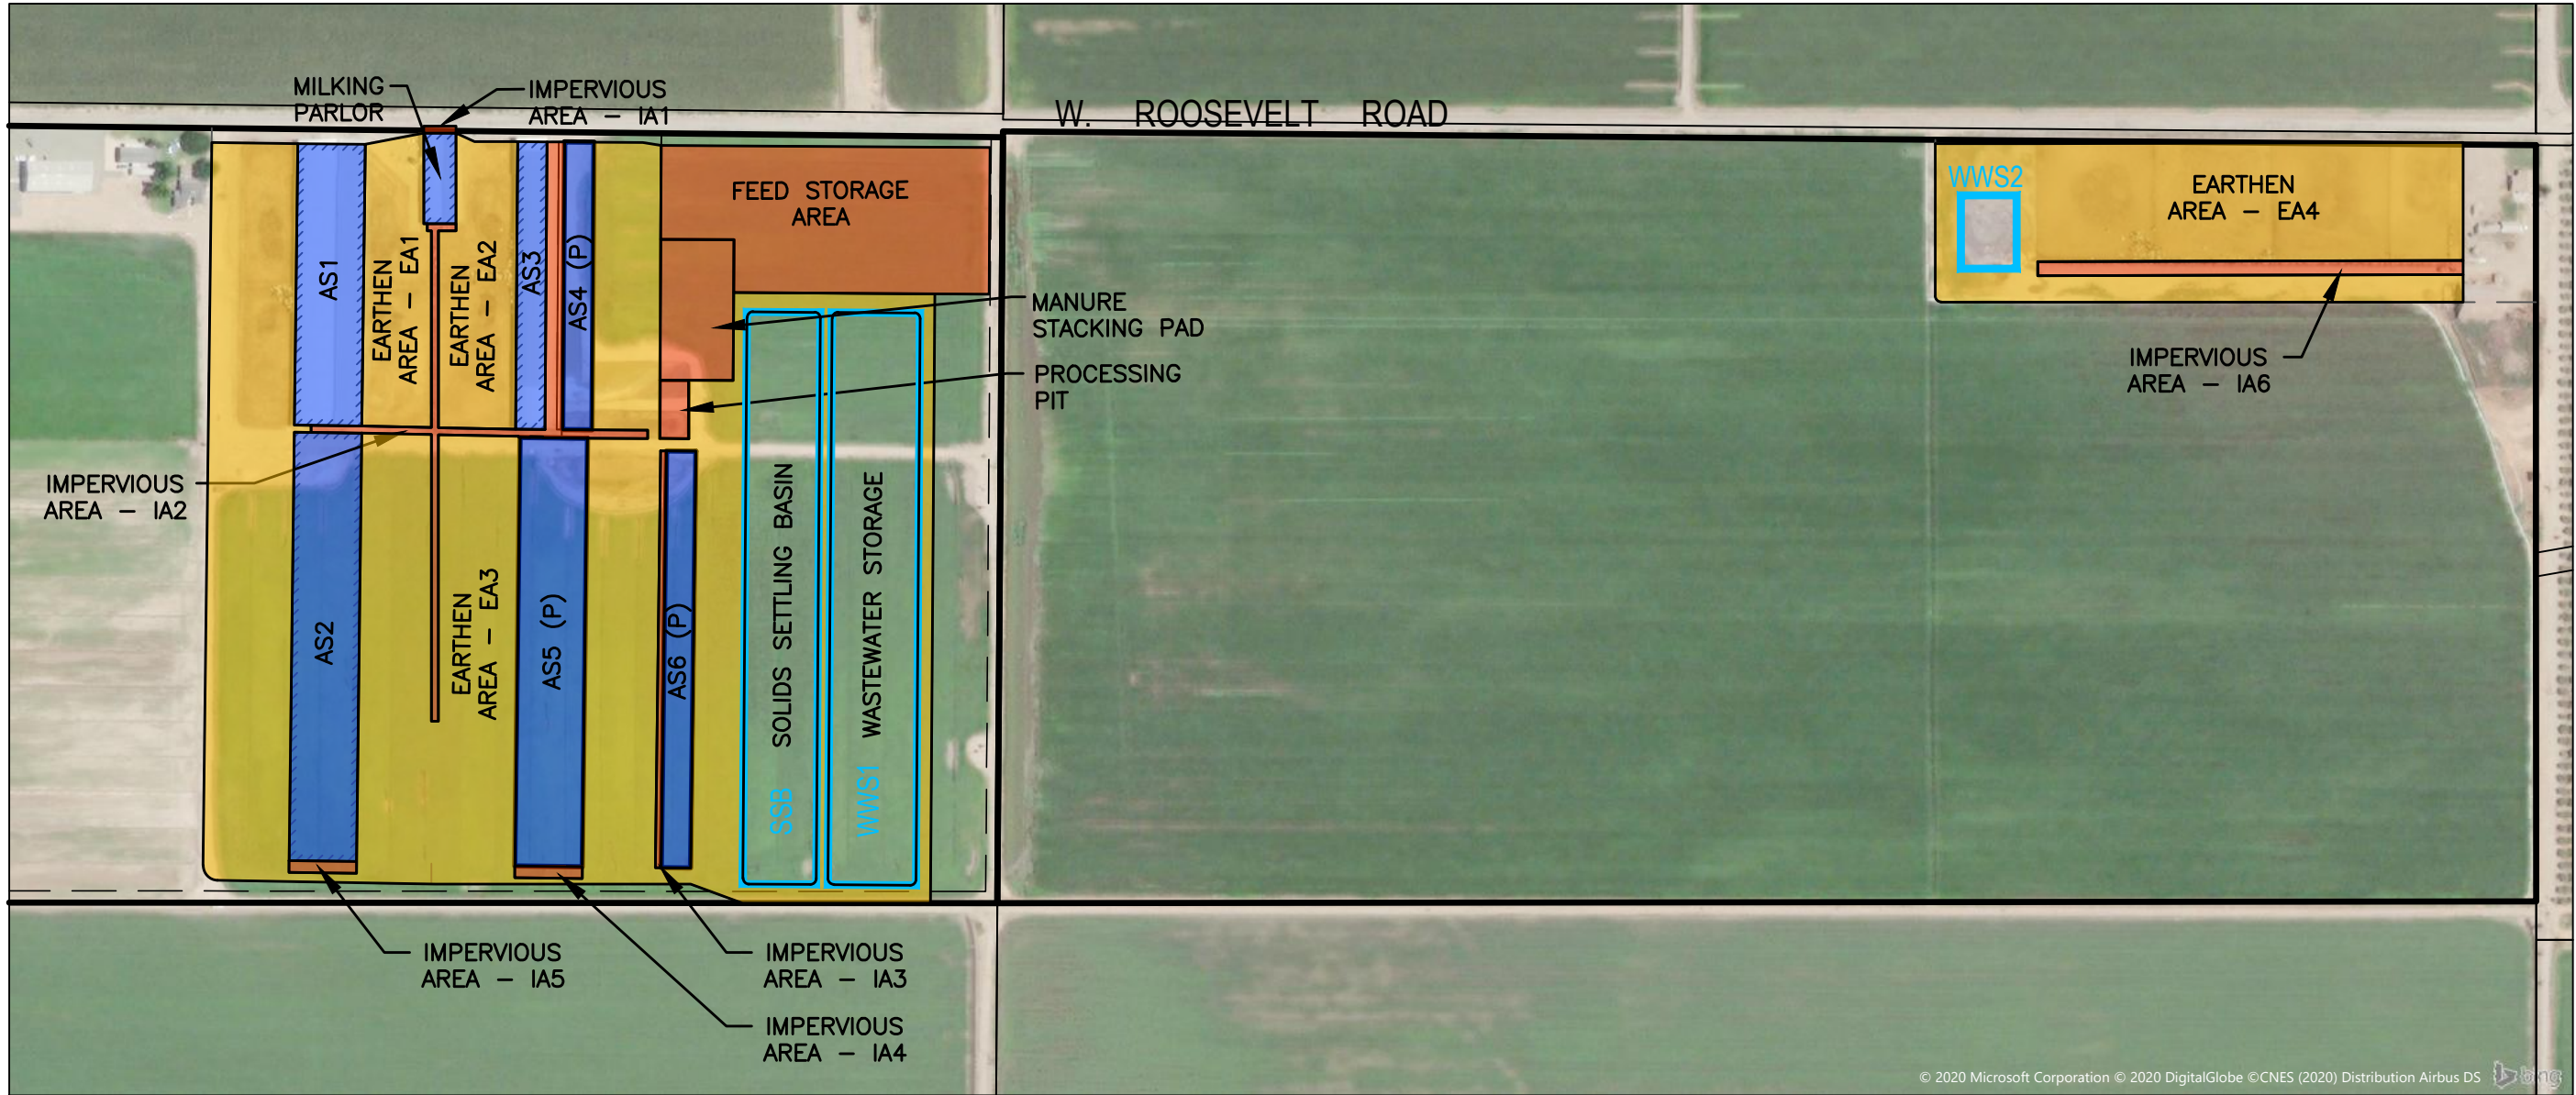 MILKING
PARLOR
IMPERVIOUS
AREA - IA1
W. ROOSEVELT ROAD
FEED STORAGE
AREA
WWS2
EARTHEN
AREA - EA4
AS1
EARTHEN
AREA - EA1
EARTHEN
AREA - EA2
AS3
AS4 (P)
MANURE
STACKING PAD
PROCESSING
PIT
IMPERVIOUS
AREA - IA6
IMPERVIOUS
AREA - IA2
AS2
EARTHEN
AREA - EA3
AS5 (P)
AS6 (P)
SSB SOLIDS SETTLING BASIN
WWS1 WASTEWATER STORAGE
IMPERVIOUS
AREA - IA5
IMPERVIOUS
AREA - IA3
IMPERVIOUS
AREA - IA4
© 2020 Microsoft Corporation © 2020 DigitalGlobe ©CNES (2020) Distribution Airbus DS
bing